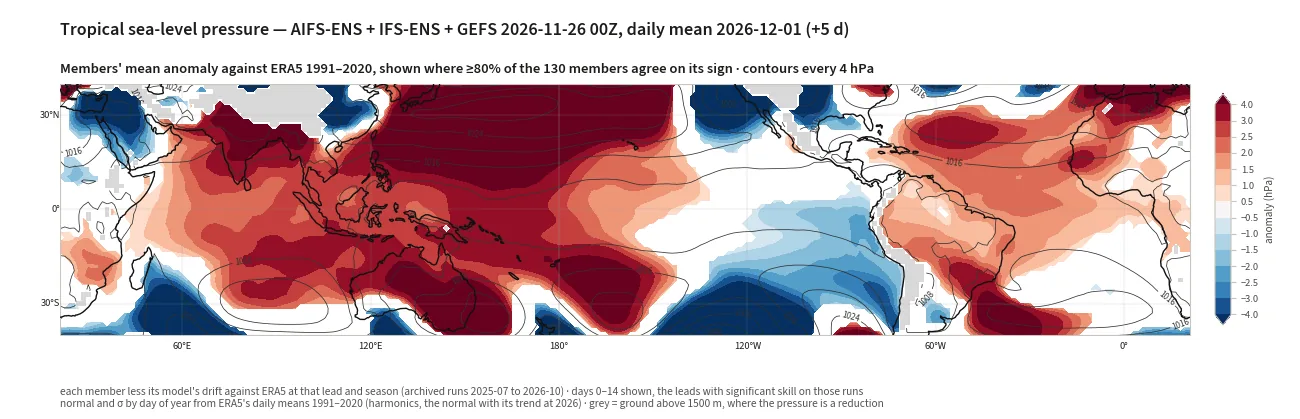 Tropical sea-level pressure — AIFS-ENS + IFS-ENS + GEFS 2026-11-26 00Z, daily mean 2026-12-01 (+5 d)
Members' mean anomaly against ERA5 1991–2020, shown where ≥80% of the 130 members agree on its sign · contours every 4 hPa
1024
1016
30°N
1024
1016
1016
1016
0°
30°S
1008
1024
1016
1016
60°E
120°E
180°
120°W
60°W
0°
4.0
3.0
2.5
2.0
1.5
1.0
0.5
−0.5
−1.0
−1.5
−2.0
−2.5
−3.0
−4.0
anomaly (hPa)
each member less its model's drift against ERA5 at that lead and season (archived runs 2025-07 to 2026-10) · days 0–14 shown, the leads with significant skill on those runs
normal and σ by day of year from ERA5's daily means 1991–2020 (harmonics, the normal with its trend at 2026) · grey = ground above 1500 m, where the pressure is a reduction